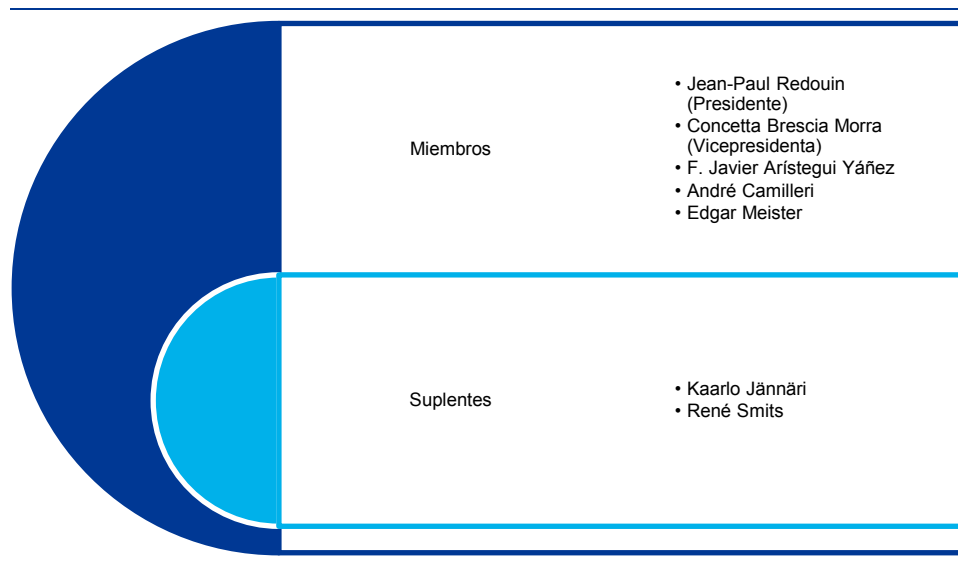 Miembros
• Jean-Paul Redouin
(Presidente)
• Concetta Brescia Morra
(Vicepresidenta)
• F. Javier Arístegui Yáñez
• André Camilleri
• Edgar Meister
Suplentes
• Kaarlo Jännäri
• René Smits